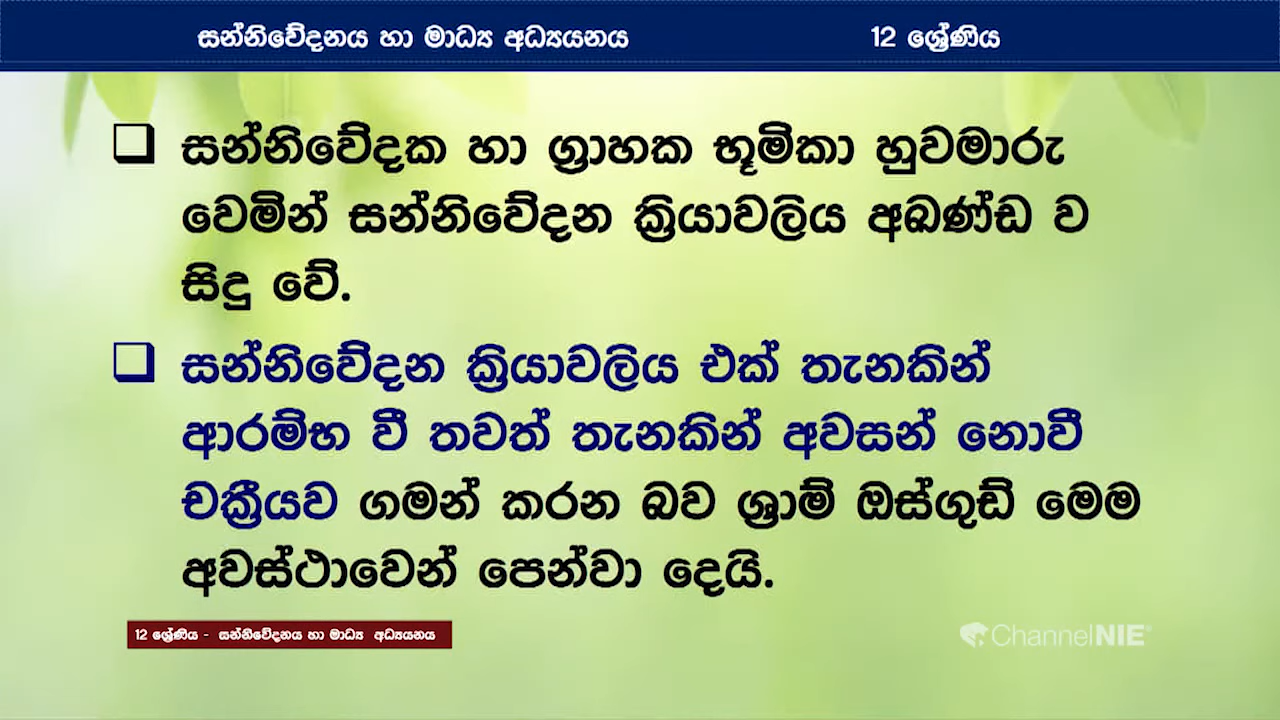 සන්නිවේදනය හා මාධ්‍ය අධ්‍යයනය 12 ශ්‍රේණිය
සන්නිවේදක හා ග්‍රාහක භූමිකා හුවමාරු
වෙමින් සන්නිවේදන ක්‍රියාවලිය අඛණ්ඩ ව
සිදු වේ.
සන්නිවේදන ක්‍රියාවලිය එක් තැනකින්
ආරම්භ වී තවත් තැනකින් අවසන් නොවී
චක්‍රීයව ගමන් කරන බව ශ්‍රාම් ඔස්ගුඩ් මෙම
අවස්ථාවෙන් පෙන්වා දෙයි.
12 ශ්‍රේණිය - සන්නිවේදනය හා මාධ්‍ය අධ්‍යයනය
ChannelNIE